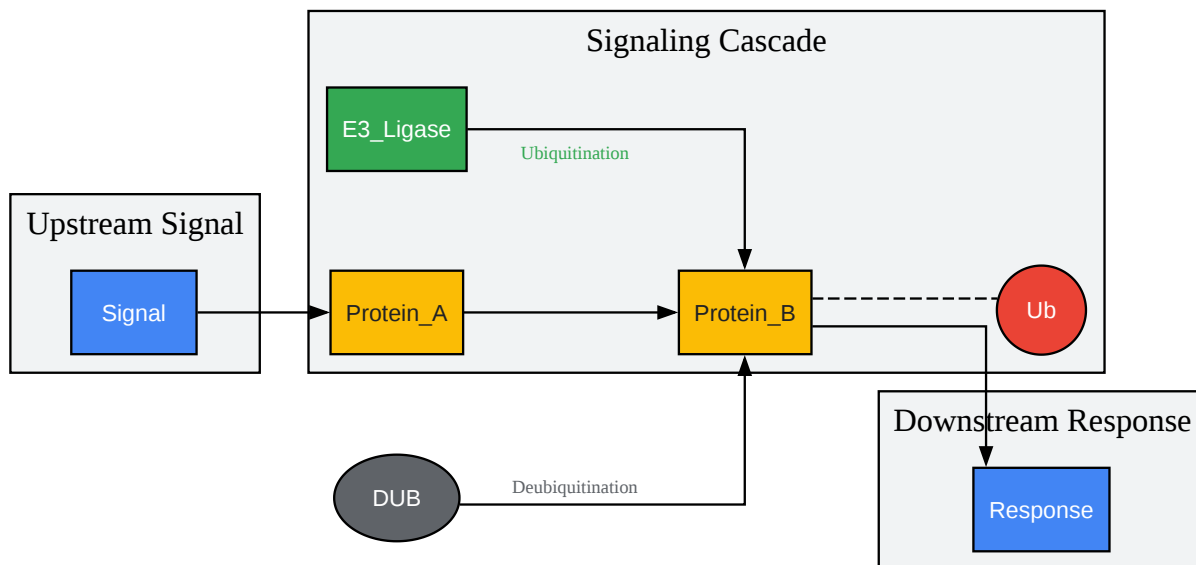 Signaling Cascade
E3_Ligase
Ubiquitination
Upstream Signal
Signal
Protein_A
Protein_B
Ub
Downstream Response
DUB
Deubiquitination
Response